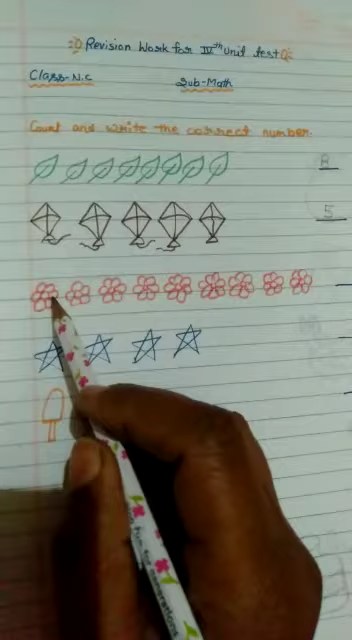 :Q Revision Work for IVth Unit test Q:
Class-N.C Sub-Math
Count and write the correct number.
8
5